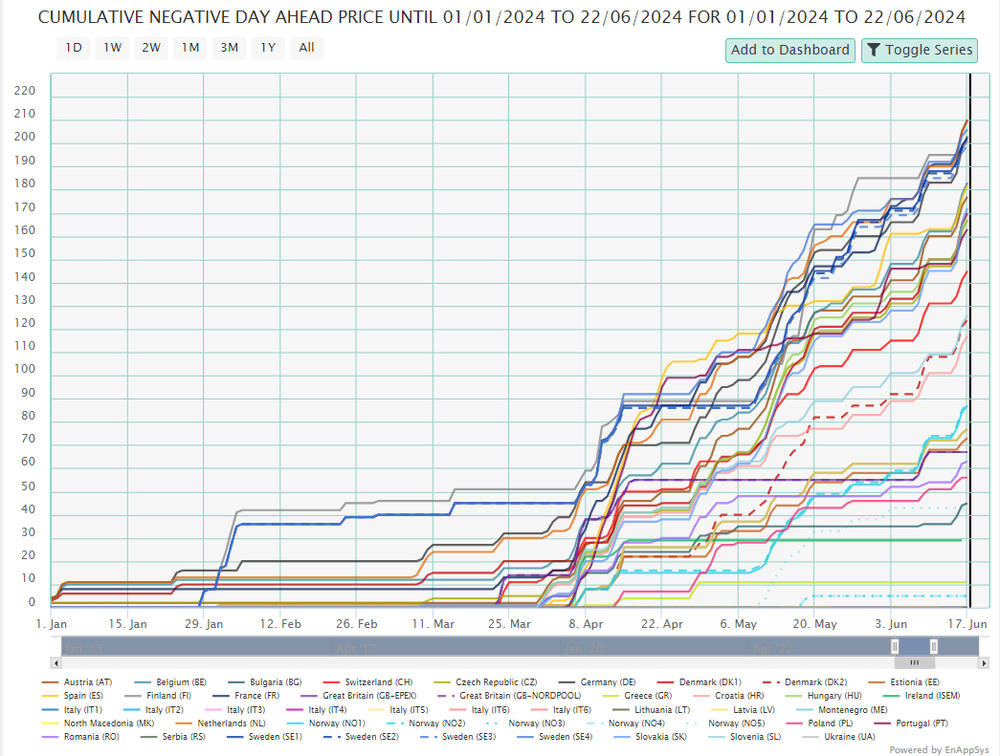 CUMULATIVE NEGATIVE DAY AHEAD PRICE UNTIL 01/01/2024 TO 22/06/2024 FOR 01/01/2024 TO 22/06/2024
1D 1W 2W 1M 3M 1Y All Add to Dashboard Toggle Series
220
210
200
190
180
170
160
150
140
130
120
110
100
90
80
70
60
50
40
30
20
10
0
1. Jan 15. Jan 29. Jan 12. Feb 26. Feb 11. Mar 25. Mar 8. Apr 22. Apr 6. May 20. May 3. Jun 17. Jun
Jan '15 Apr '17 Jan '20 Apr '22
Austria (AT) Belgium (BE) Bulgaria (BG) Switzerland (CH) Czech Republic (CZ) Germany (DE) Denmark (DK1) Denmark (DK2) Estonia (EE)
Spain (ES) Finland (FI) France (FR) Great Britain (GB-EPEX) Great Britain (GB-NORDPOOL) Greece (GR) Croatia (HR) Hungary (HU) Ireland (ISEM)
Italy (IT1) Italy (IT2) Italy (IT3) Italy (IT4) Italy (IT5) Italy (IT6) Italy (IT6) Lithuania (LT) Latvia (LV) Montenegro (ME)
North Macedonia (MK) Netherlands (NL) Norway (NO1) Norway (NO2) Norway (NO3) Norway (NO4) Norway (NO5) Poland (PL) Portugal (PT)
Romania (RO) Serbia (RS) Sweden (SE1) Sweden (SE2) Sweden (SE3) Sweden (SE4) Slovakia (SK) Slovenia (SL) Ukraine (UA)
Powered by EnAppSys